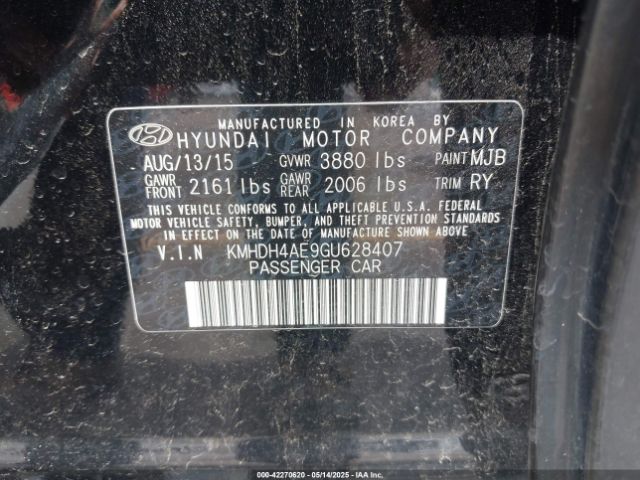 MANUFACTURED IN KOREA BY
HYUNDAI MOTOR COMPANY
AUG/13/15 GVWR 3880 lbs PAINT MJB
GAWR FRONT 2161 lbs GAWR REAR 2006 lbs TRIM RY
THIS VEHICLE CONFORMS TO ALL APPLICABLE U.S.A. FEDERAL
MOTOR VEHICLE SAFETY, BUMPER, AND THEFT PREVENTION STANDARDS
IN EFFECT ON THE DATE OF MANUFACTURE SHOWN ABOVE
V.I.N KMHDH4AE9GU628407
PASSENGER CAR
000-42270620 - 05/14/2025 - IAAI.COM